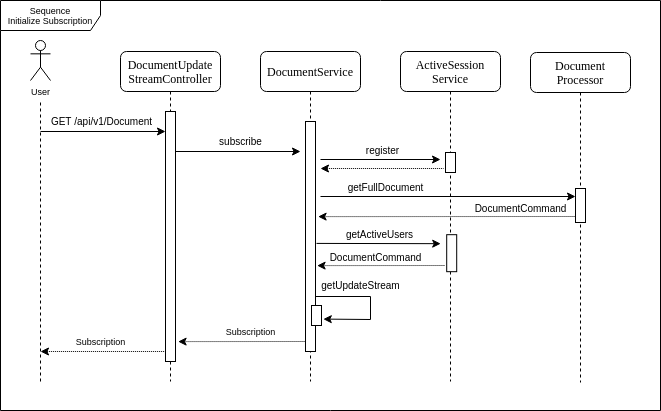 Sequence
Initialize Subscription
User
DocumentUpdate
StreamController
DocumentService
ActiveSession
Service
Document
Processor
GET /api/v1/Document
subscribe
register
getFullDocument
DocumentCommand
getActiveUsers
DocumentCommand
getUpdateStream
Subscription
Subscription